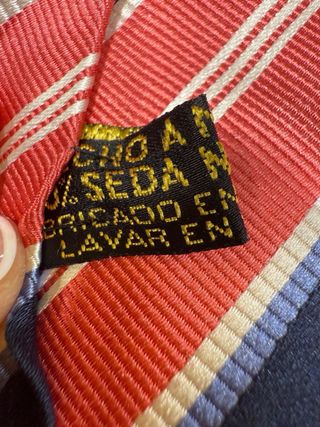 CHO A M
% SEDA N
BRICADO EN
LAVAR EN